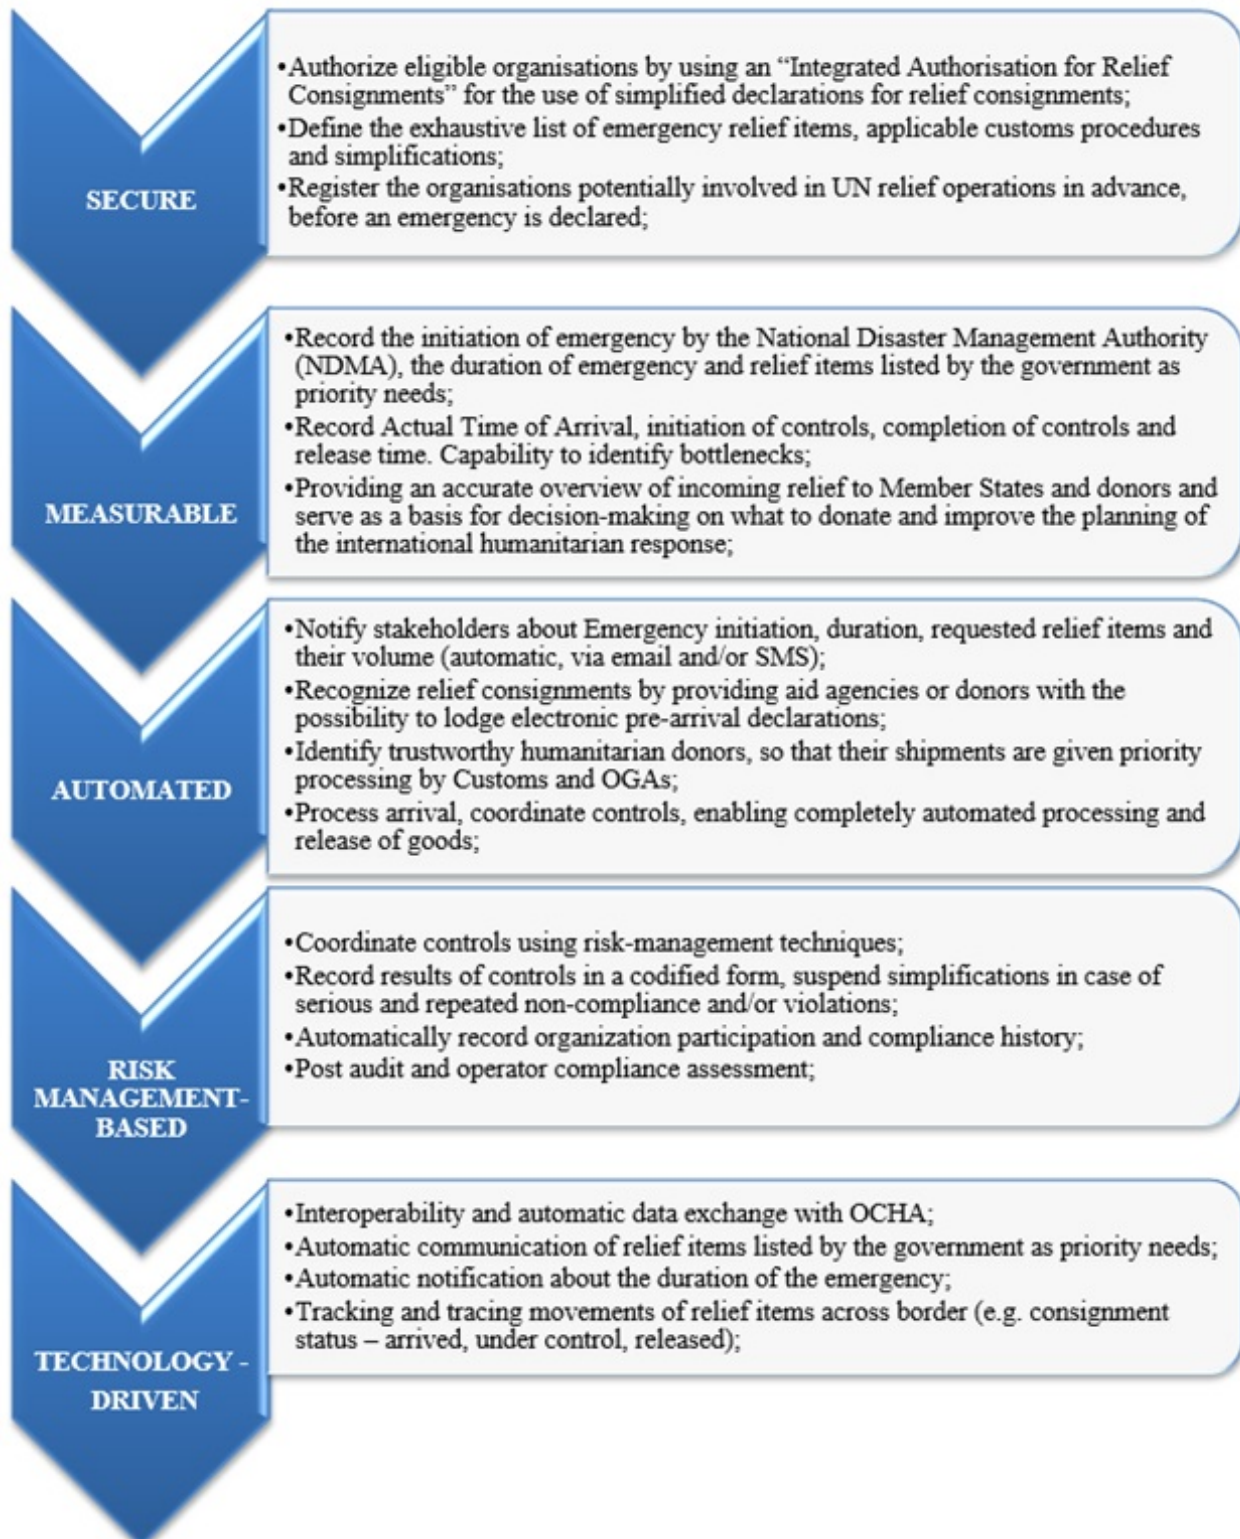 SECURE
•Authorize eligible organisations by using an “Integrated Authorisation for Relief
Consignments” for the use of simplified declarations for relief consignments;
•Define the exhaustive list of emergency relief items, applicable customs procedures
and simplifications;
•Register the organisations potentially involved in UN relief operations in advance,
before an emergency is declared;
MEASURABLE
•Record the initiation of emergency by the National Disaster Management Authority
(NDMA), the duration of emergency and relief items listed by the government as
priority needs;
•Record Actual Time of Arrival, initiation of controls, completion of controls and
release time. Capability to identify bottlenecks;
•Providing an accurate overview of incoming relief to Member States and donors and
serve as a basis for decision-making on what to donate and improve the planning of
the international humanitarian response;
AUTOMATED
•Notify stakeholders about Emergency initiation, duration, requested relief items and
their volume (automatic, via email and/or SMS);
•Recognize relief consignments by providing aid agencies or donors with the
possibility to lodge electronic pre-arrival declarations;
•Identify trustworthy humanitarian donors, so that their shipments are given priority
processing by Customs and OGAs;
•Process arrival, coordinate controls, enabling completely automated processing and
release of goods;
RISK
MANAGEMENT-
BASED
•Coordinate controls using risk-management techniques;
•Record results of controls in a codified form, suspend simplifications in case of
serious and repeated non-compliance and/or violations;
•Automatically record organization participation and compliance history;
•Post audit and operator compliance assessment;
TECHNOLOGY -
DRIVEN
•Interoperability and automatic data exchange with OCHA;
•Automatic communication of relief items listed by the government as priority needs;
•Automatic notification about the duration of the emergency;
•Tracking and tracing movements of relief items across border (e.g. consignment
status – arrived, under control, released);